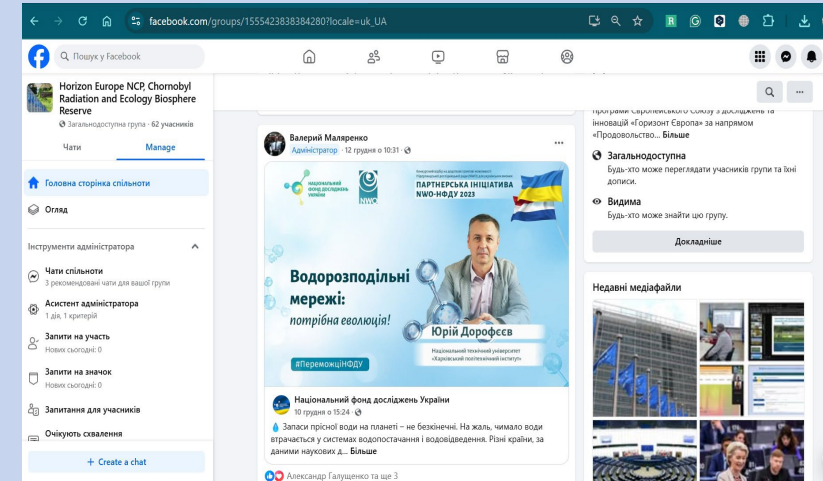 facebook.com/groups/1555423838384280?locale=uk_UA
Пошук у Facebook
Horizon Europe NCP, Chornobyl
Radiation and Ecology Biosphere
Reserve
Загальнодоступна група · 62 учасників
Чати
Manage
Головна сторінка спільноти
Огляд
Інструменти адміністратора
Чати спільноти
3 рекомендовані чати для вашої групи
Асистент адміністратора
1 дія, 1 критерій
Запити на участь
Нових сьогодні: 0
Запити на значок
Нових сьогодні: 0
Запитання для учасників
Очікують схвалення
+ Create a chat
Валерий Маляренко
Адміністратор · 12 грудня о 10:31
НАЦІОНАЛЬНИЙ
ФОНД ДОСЛІДЖЕНЬ
УКРАЇНИ
NWO
ПАРТНЕРСЬКА ІНІЦІАТИВА
NWO-НФДУ 2023
Водорозподільні
мережі:
потрібна еволюція!
Юрій Дорофєєв
Національний технічний університет
«Харківський політехнічний інститут»
#ПереможціНФДУ
Національний фонд досліджень України
10 грудня о 15:24
Запаси прісної води на планеті – не безкінечні. На жаль, чимало води
втрачається у системах водопостачання і водовідведення. Різні країни, за
даними наукових д... Більше
Александр Галущенко та ще 3
програми Європейського Союзу з досліджень та
інновацій «Горизонт Європа» за напрямом
«Продовольство... Більше
Загальнодоступна
Будь-хто може переглядати учасників групи та їхні
дописи.
Видима
Будь-хто може знайти цю групу.
Докладніше
Недавні медіафайли